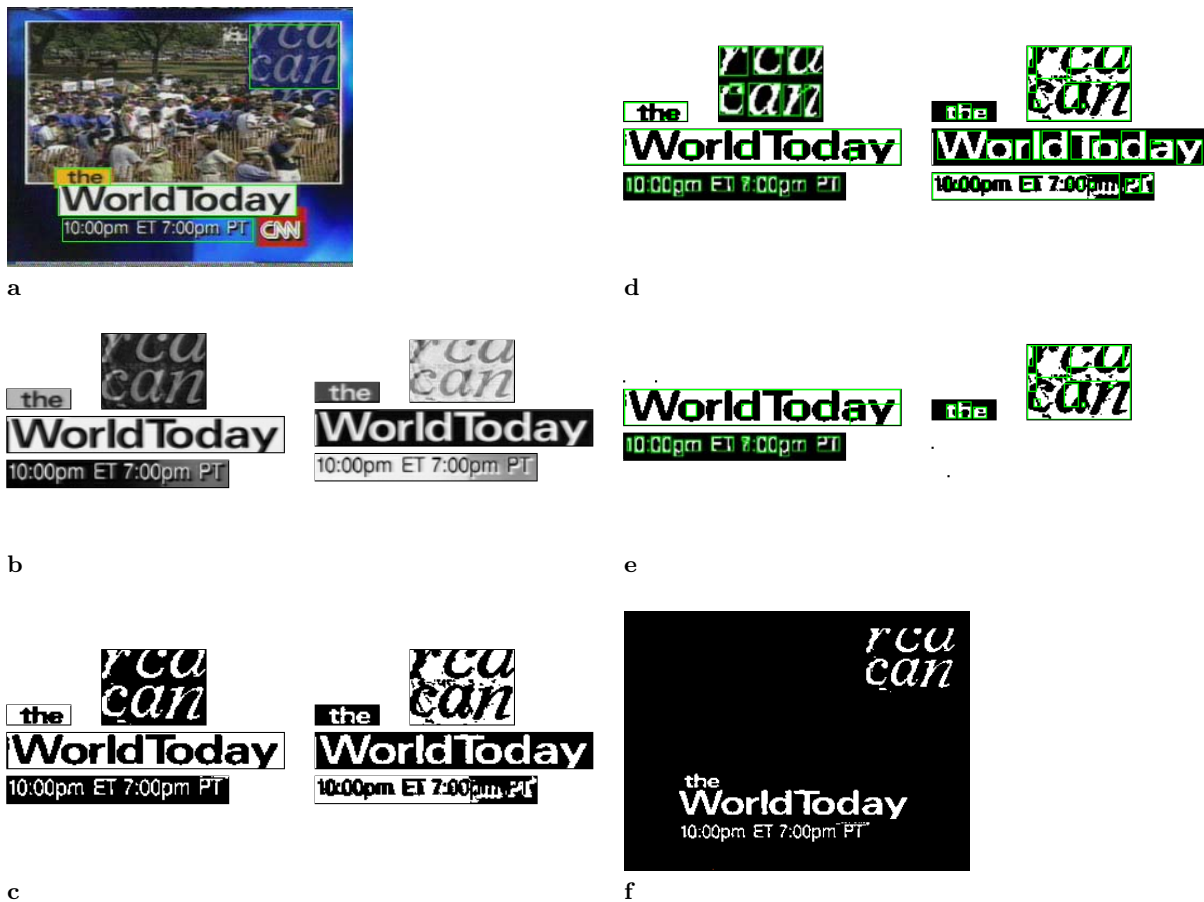 rca
can
the
WorldToday
10:00pm ET 7:00pm PT CNN
a
rca
can
the
WorldToday
10:00pm ET 7:00pm PT
rca
can
the
WorldToday
10:00pm ET 7:00pm PT
b
rca
can
the
WorldToday
10:00pm ET 7:00pm PT
rca
can
the
WorldToday
10:00pm ET 7:00pm PT
c
rca
can
the
WorldToday
10:00pm ET 7:00pm PT
rca
can
the
WorldToday
10:00pm ET 7:00pm PT
d
WorldToday
10:00pm ET 7:00pm PT
rca
can
the
e
rca
can
the
WorldToday
10:00pm ET 7:00pm PT
f